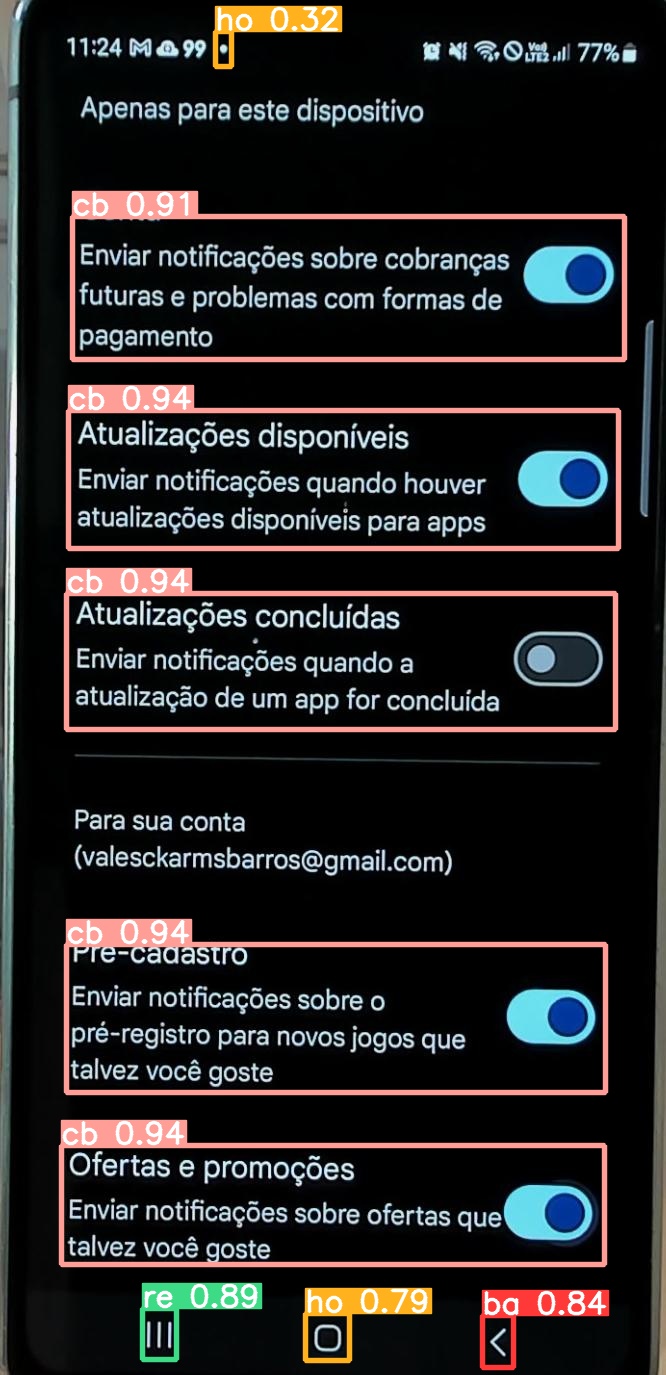 ho 0.32
11:24 99 77%
Apenas para este dispositivo
cb 0.91
Enviar notificações sobre cobranças
futuras e problemas com formas de
pagamento
cb 0.94
Atualizações disponíveis
Enviar notificações quando houver
atualizações disponíveis para apps
cb 0.94
Atualizações concluídas
Enviar notificações quando a
atualização de um app for concluída
Para sua conta
(valesckarmsbarros@gmail.com)
cb 0.94
Pré-cadastro
Enviar notificações sobre o
pré-registro para novos jogos que
talvez você goste
cb 0.94
Ofertas e promoções
Enviar notificações sobre ofertas que
talvez você goste
re 0.89
ho 0.79
ba 0.84